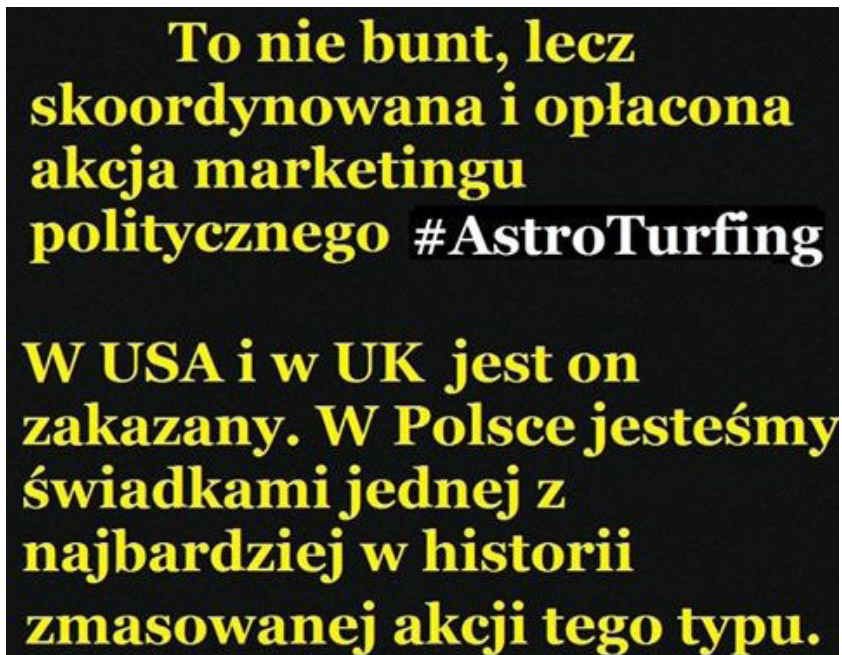 To nie bunt, lecz
skoordynowana i opłacona
akcja marketingu
politycznego #AstroTurfing
W USA i w UK jest on
zakazany. W Polsce jesteśmy
świadkami jednej z
najbardziej w historii
zmasowanej akcji tego typu.